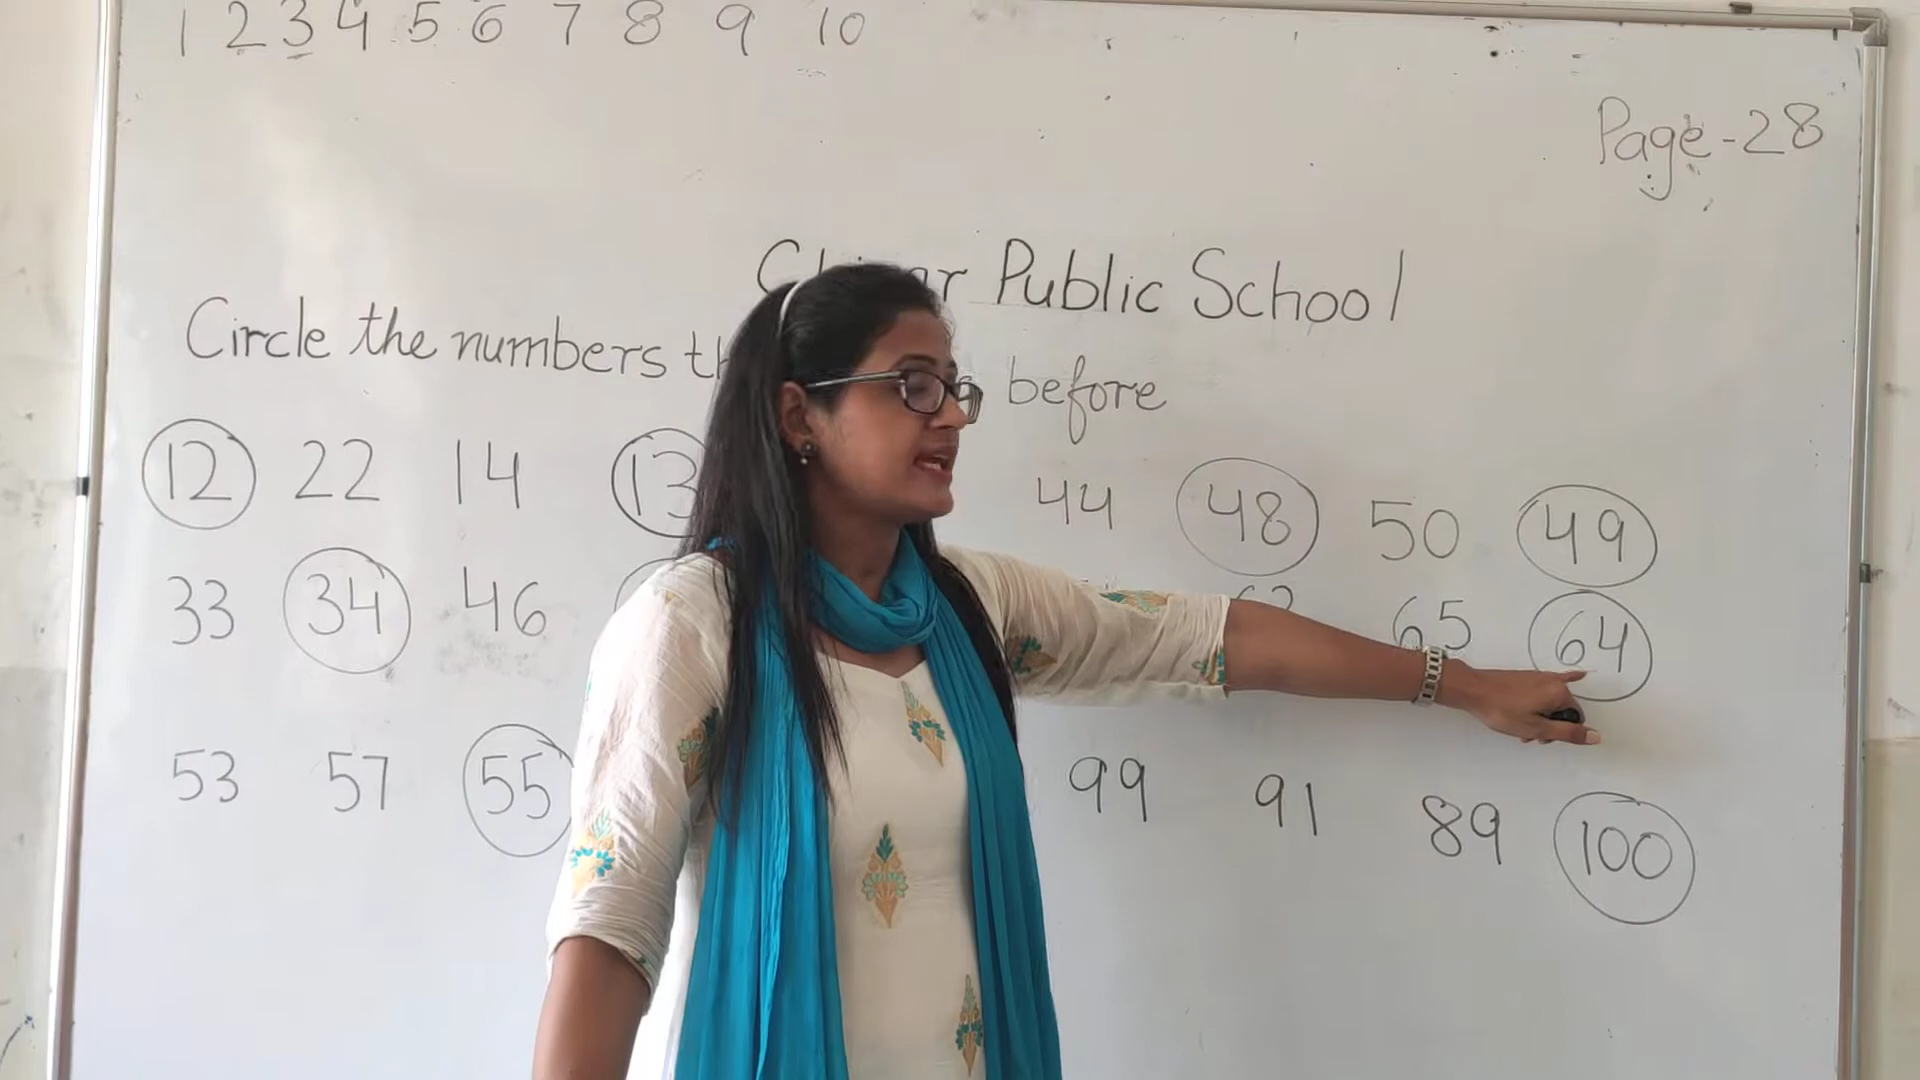 1 2 3 4 5 6 7 8 9 10
Page-28
Public School
Circle the numbers before
12 22 14 13 44 48 50 49
33 34 46 65 64
53 57 55 99 91 89 100